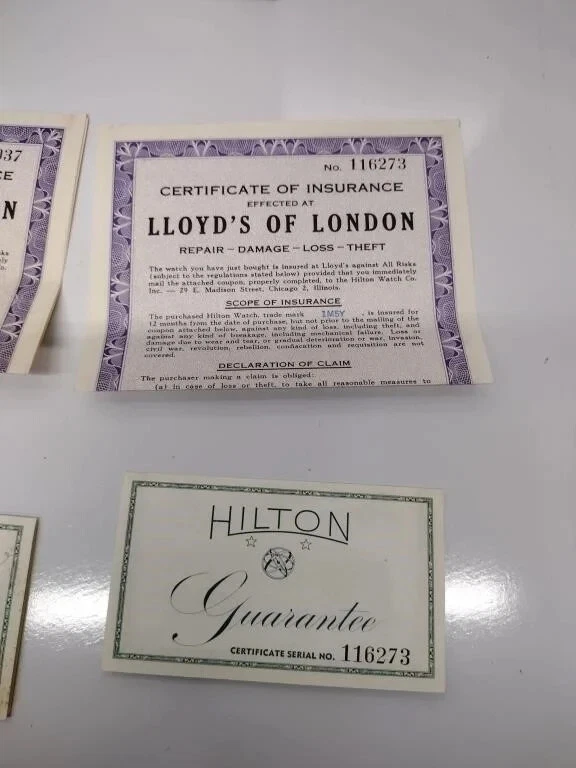 937
CE
N
No. 116273
CERTIFICATE OF INSURANCE
EFFECTED AT
LLOYD'S OF LONDON
REPAIR — DAMAGE — LOSS — THEFT
The watch you have just bought is insured at Lloyd's against All Risks
(subject to the regulations stated below) provided that you immediately
mail the attached coupon, properly completed, to the Hilton Watch Co.
Inc. — 29 E. Madison Street, Chicago 2, Illinois.
SCOPE OF INSURANCE
The purchased Hilton Watch, trade mark 1M5Y is insured for
12 months from the date of purchase, but not prior to the mailing of the
coupon attached below, against any kind of loss, including theft, and
against any kind of breakage, including mechanical failure. Loss or
damage due to wear and tear, or gradual deterioration or war, invasion,
civil war, revolution, rebellion, confiscation and requisition are not
covered.
DECLARATION OF CLAIM
The purchaser making a claim is obliged:
(a) in case of loss or theft, to take all reasonable measures to
HILTON
Guarantee
CERTIFICATE SERIAL NO. 116273